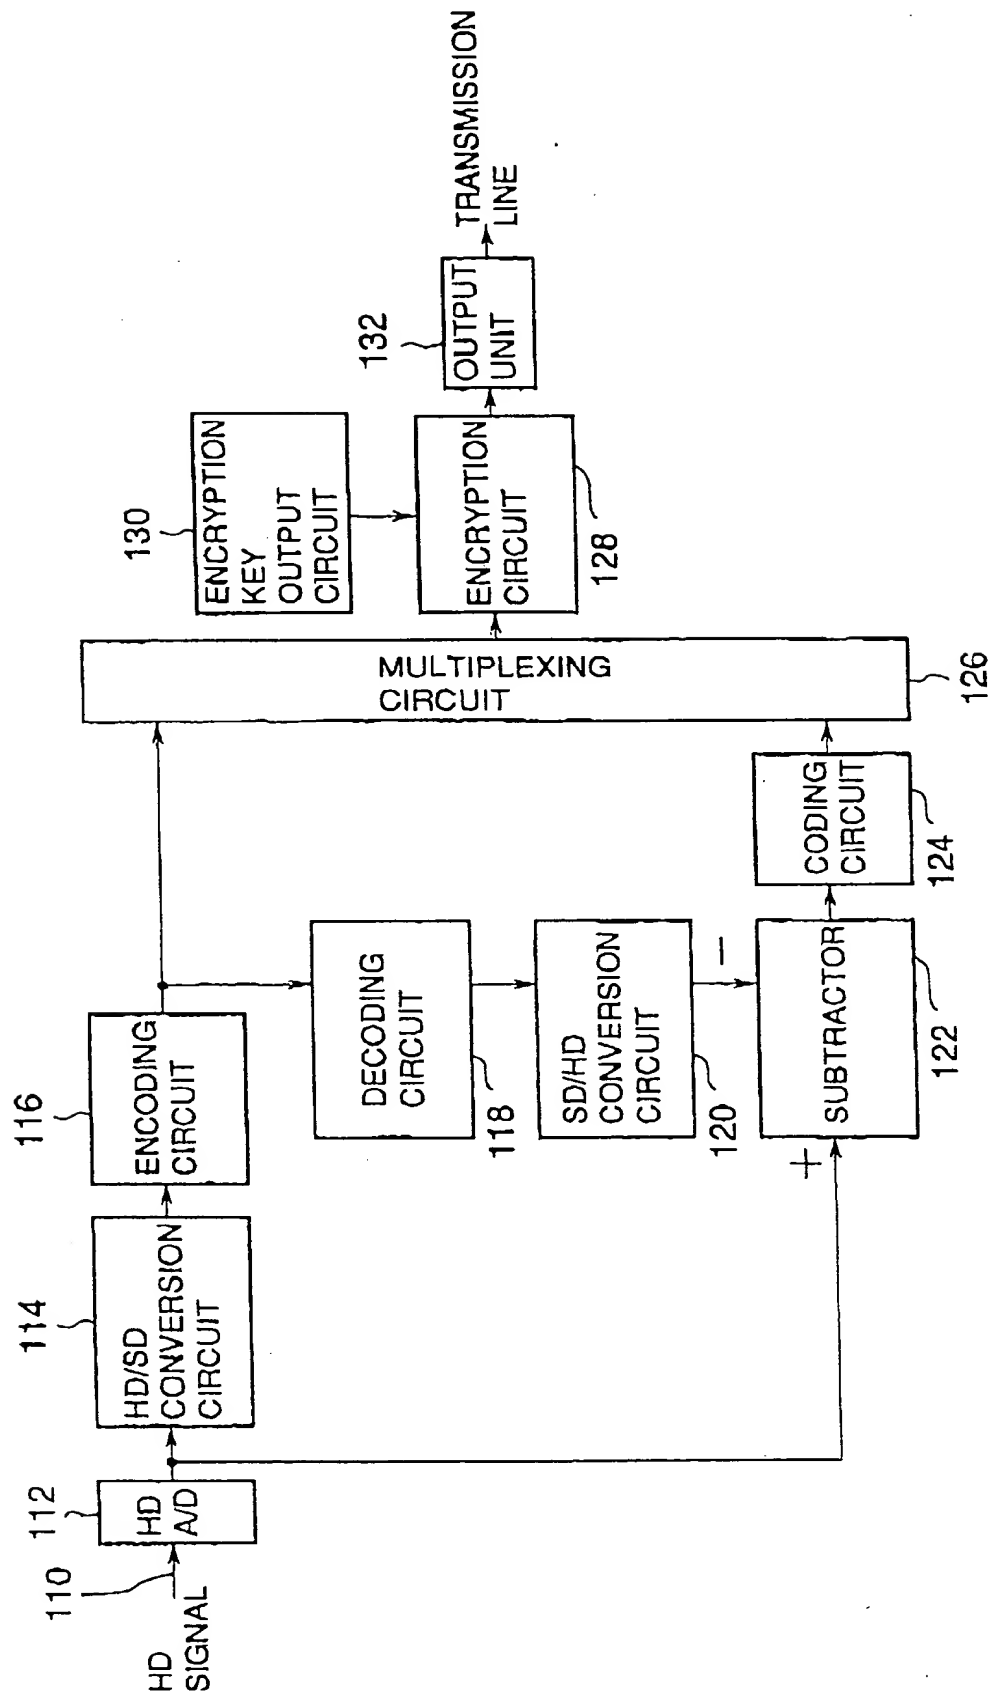 HD
SIGNAL
110
112
HD
A/D
114
HD/SD
CONVERSION
CIRCUIT
116
ENCODING
CIRCUIT
DECODING
CIRCUIT
118
SD/HD
CONVERSION
CIRCUIT
120
+
−
SUBTRACTOR
122
CODING
CIRCUIT
124
MULTIPLEXING
CIRCUIT
126
130
ENCRYPTION
KEY
OUTPUT
CIRCUIT
ENCRYPTION
CIRCUIT
128
132
OUTPUT
UNIT
TRANSMISSION
LINE